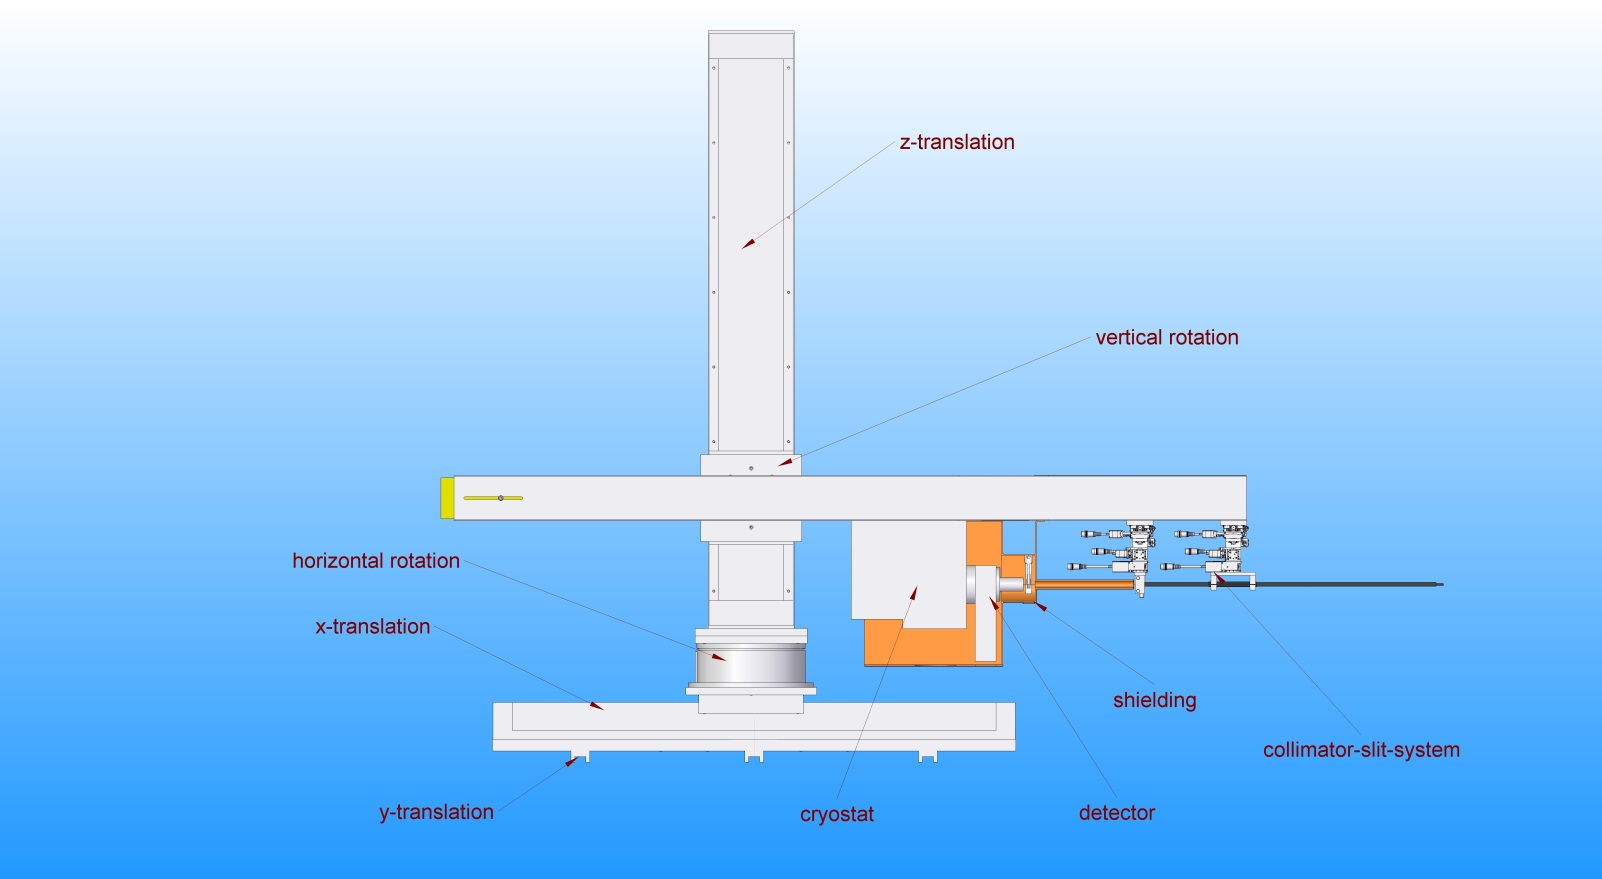 z-translation
vertical rotation
horizontal rotation
x-translation
shielding
collimator-slit-system
y-translation
cryostat
detector